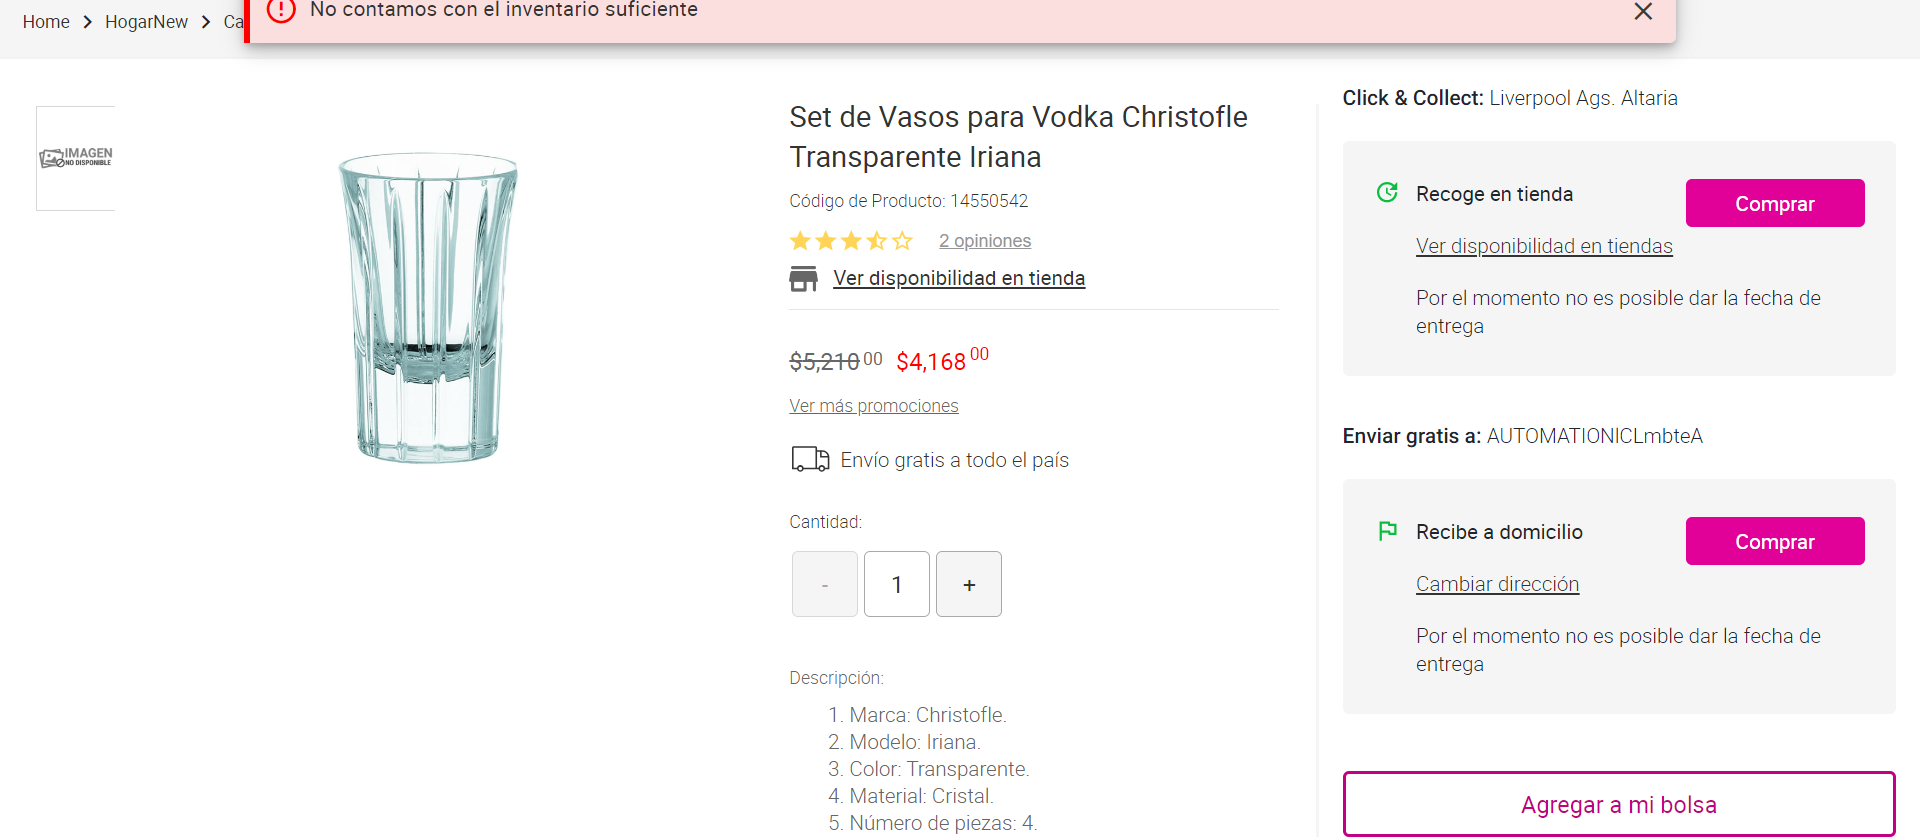 No contamos con el inventario suficiente
Home > HogarNew > Ca
IMAGEN
NO DISPONIBLE
Set de Vasos para Vodka Christofle
Transparente Iriana
Código de Producto: 14550542
2 opiniones
Ver disponibilidad en tienda
$5,210.00 $4,168.00
Ver más promociones
Envío gratis a todo el país
Cantidad:
- 1 +
Descripción:
1. Marca: Christofle.
2. Modelo: Iriana.
3. Color: Transparente.
4. Material: Cristal.
5. Número de piezas: 4.
Click & Collect: Liverpool Ags. Altaria
Recoge en tienda
Comprar
Ver disponibilidad en tiendas
Por el momento no es posible dar la fecha de
entrega
Enviar gratis a: AUTOMATIONICLmbteA
Recibe a domicilio
Comprar
Cambiar dirección
Por el momento no es posible dar la fecha de
entrega
Agregar a mi bolsa